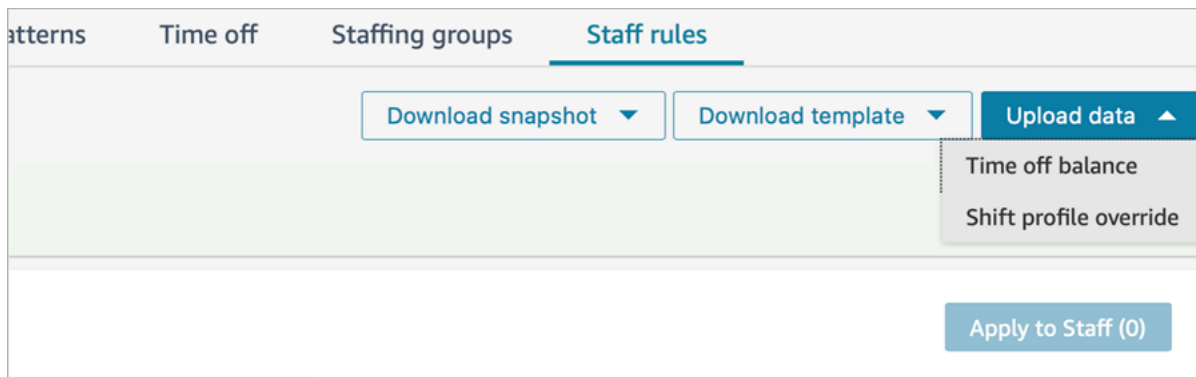 atterns Time off Staffing groups Staff rules
Download snapshot Download template Upload data
Time off balance
Shift profile override
Apply to Staff (0)